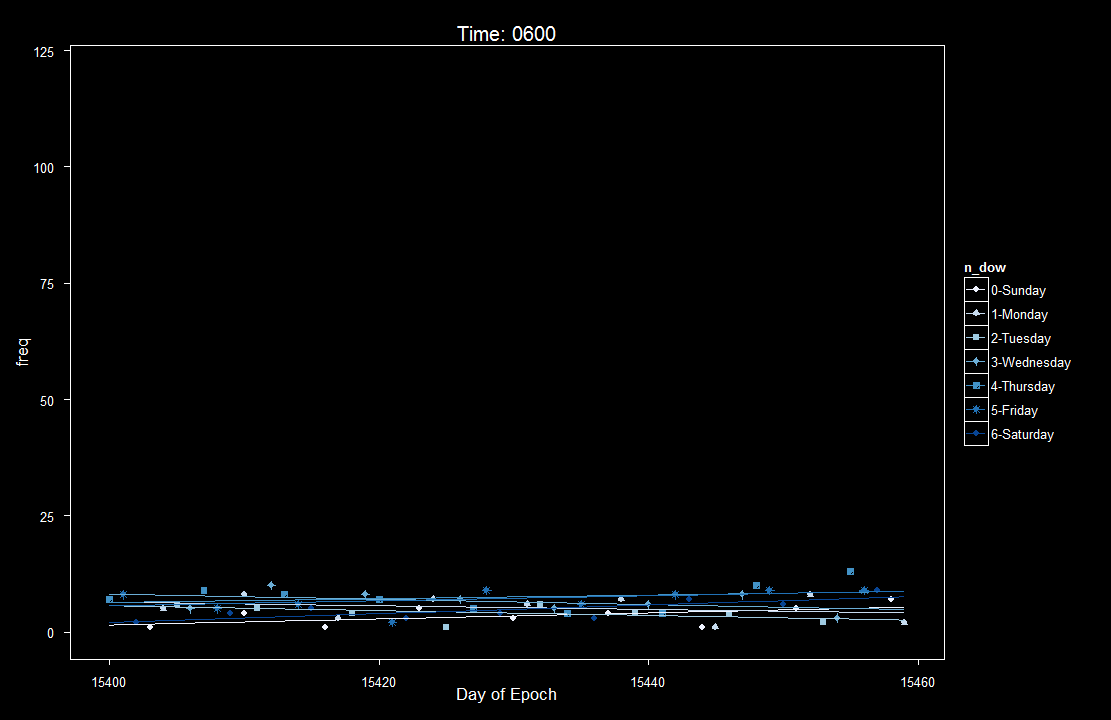 Time: 0600
125
100
75
50
25
0
freq
15400
15420
15440
15460
Day of Epoch
n_dow
0-Sunday
1-Monday
2-Tuesday
3-Wednesday
4-Thursday
5-Friday
6-Saturday